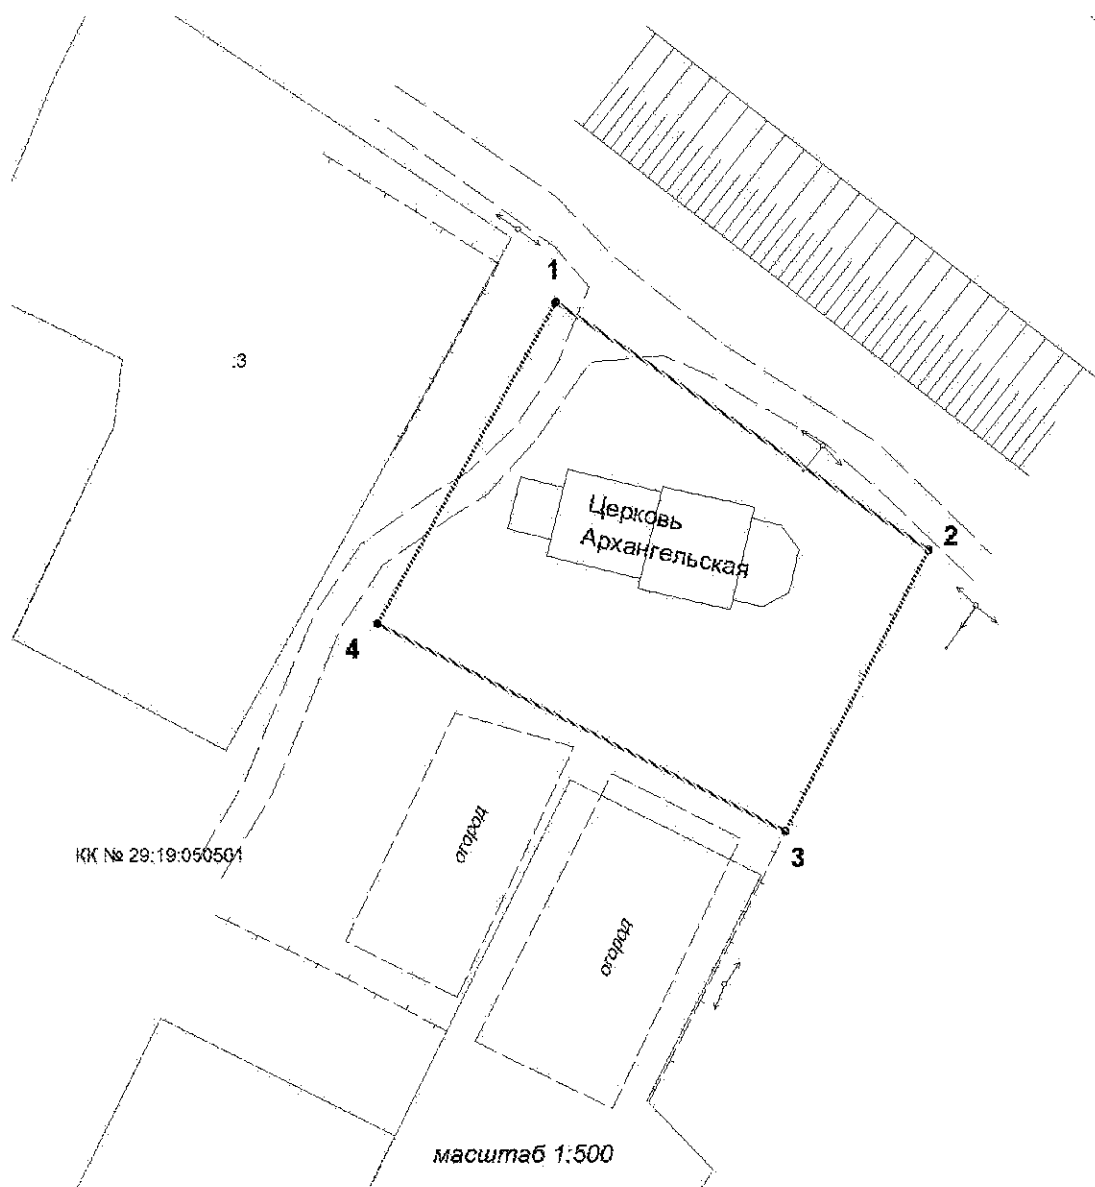 1
.3
Церковь
Архангельская
2
4
огород
КК № 29:19:050501
3
огород
масштаб 1:500